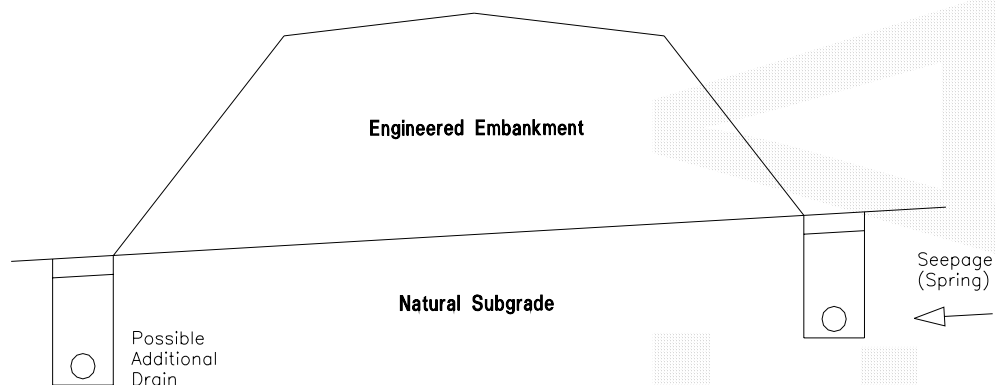 Engineered Embankment
Seepage
(Spring)
Natural Subgrade
Possible
Additional
Drain